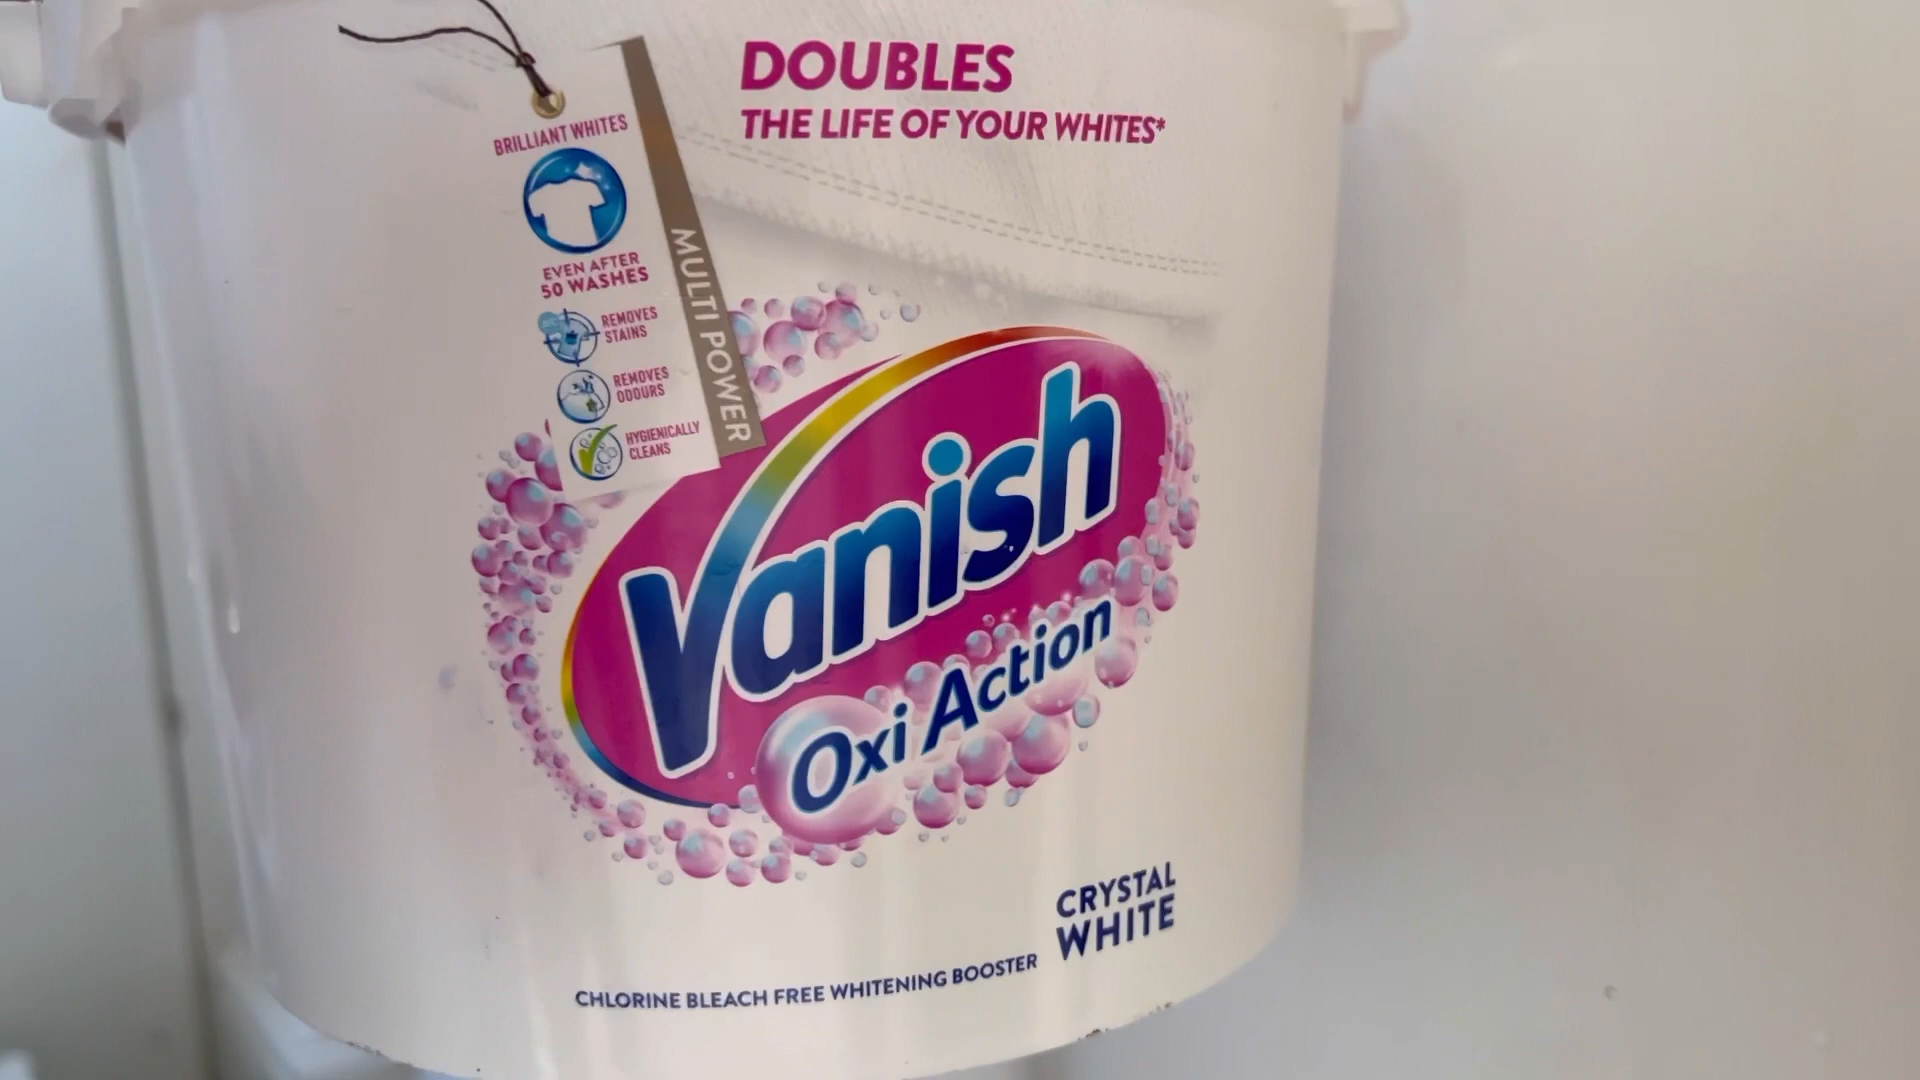 DOUBLES
THE LIFE OF YOUR WHITES*
BRILLIANT WHITES
EVEN AFTER
50 WASHES
REMOVES
STAINS
REMOVES
ODOURS
HYGIENICALLY
CLEANS
MULTI POWER
Vanish
Oxi Action
CRYSTAL
WHITE
CHLORINE BLEACH FREE WHITENING BOOSTER